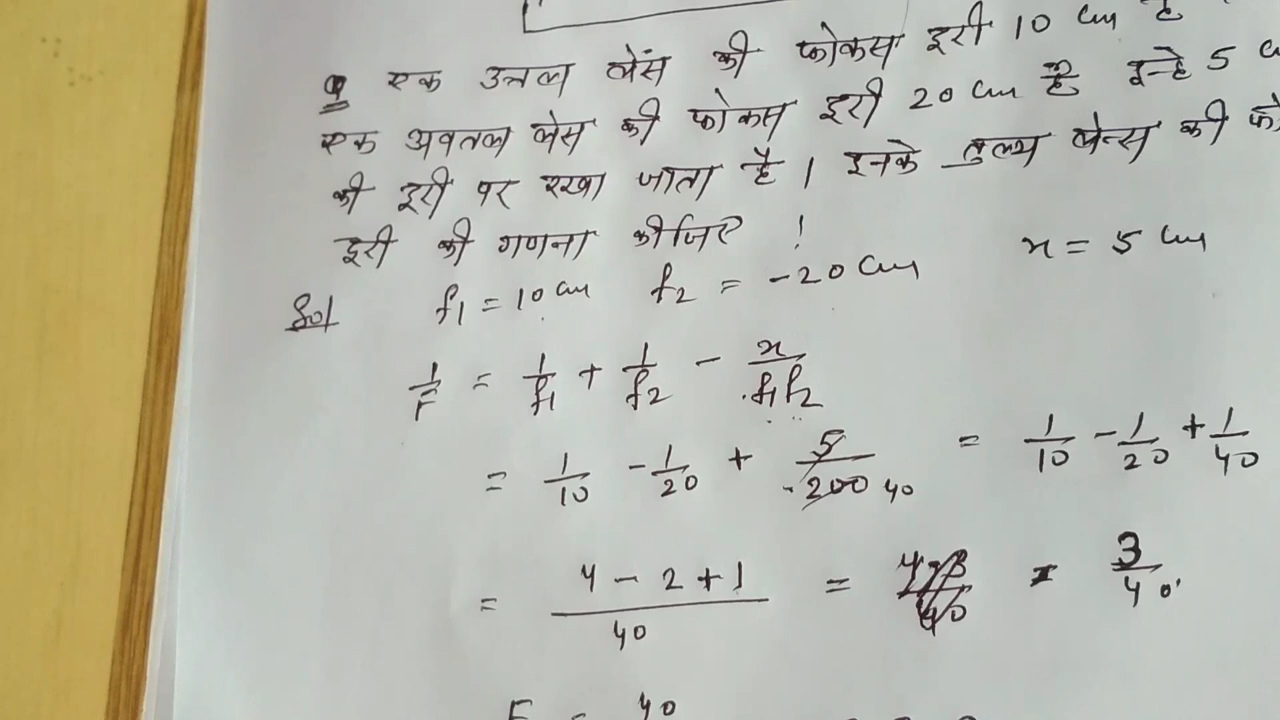 Q एक उत्तल लेंस की फोकस दूरी 10 cm है
एक अवतल लेंस की फोकस दूरी 20 cm है इन्हे 5 c
की दूरी पर रखा जाता है । इनके तुल्य लेन्स की फो
दूरी की गणना कीजिए !
Sol f1 = 10 cm f2 = -20 cm x = 5 cm
1/F = 1/f1 + 1/f2 - x/f1f2
= 1/10 - 1/20 + 5/200 40 = 1/10 - 1/20 + 1/40
= 4 - 2 + 1/40 = = 3/40
F = 40